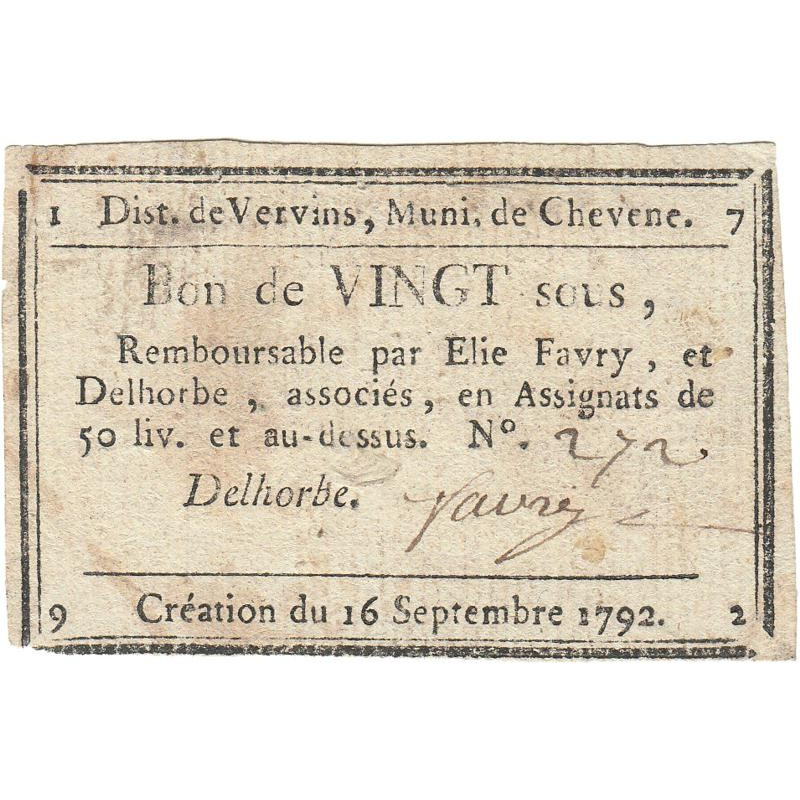 1 Dist. de Vervins, Muni, de Chevene. 7
Bon de VINGT sous,
Remboursable par Elie Favry, et
Delhorbe, associés, en Assignats de
50 liv. et au-dessus. Nº. 272.
Delhorbe. favry
9 Création du 16 Septembre 1792. 2